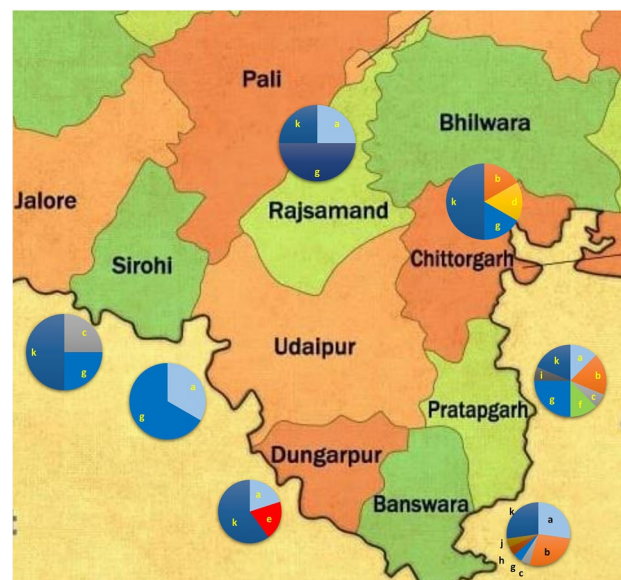 Pali
k a
g
Bhilwara
b
k d
g
Jalore
Rajsamand
Sirohi
Chittorgarh
c
k g
Udaipur
a
g
k a
b
i c
g f
Pratapgarh
Dungarpur
a
k e
Banswara
k a
j b
h g c